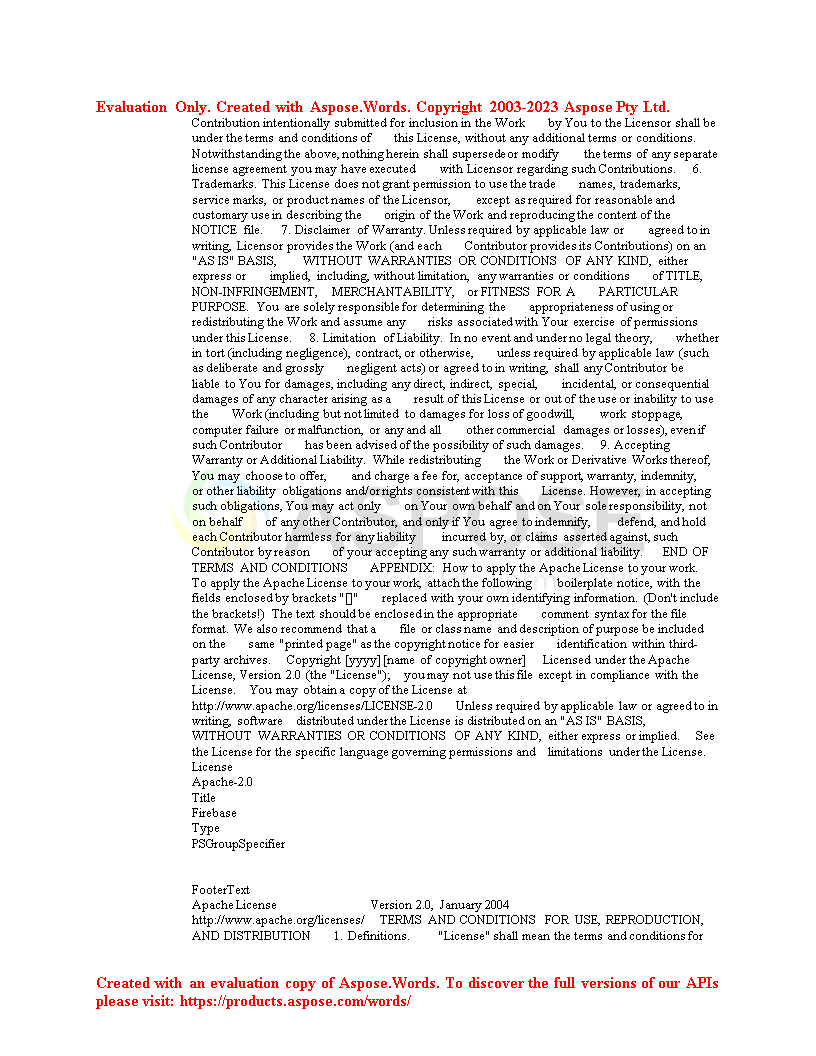 Evaluation Only. Created with Aspose.Words. Copyright 2003-2023 Aspose Pty Ltd.
Contribution intentionally submitted for inclusion in the Work by You to the Licensor shall be
under the terms and conditions of this License, without any additional terms or conditions.
Notwithstanding the above, nothing herein shall supersede or modify the terms of any separate
license agreement you may have executed with Licensor regarding such Contributions. 6.
Trademarks. This License does not grant permission to use the trade names, trademarks,
service marks, or product names of the Licensor, except as required for reasonable and
customary use in describing the origin of the Work and reproducing the content of the
NOTICE file. 7. Disclaimer of Warranty. Unless required by applicable law or agreed to in
writing, Licensor provides the Work (and each Contributor provides its Contributions) on an
"AS IS" BASIS, WITHOUT WARRANTIES OR CONDITIONS OF ANY KIND, either
express or implied, including, without limitation, any warranties or conditions of TITLE,
NON-INFRINGEMENT, MERCHANTABILITY, or FITNESS FOR A PARTICULAR
PURPOSE. You are solely responsible for determining the appropriateness of using or
redistributing the Work and assume any risks associated with Your exercise of permissions
under this License. 8. Limitation of Liability. In no event and under no legal theory, whether
in tort (including negligence), contract, or otherwise, unless required by applicable law (such
as deliberate and grossly negligent acts) or agreed to in writing, shall any Contributor be
liable to You for damages, including any direct, indirect, special, incidental, or consequential
damages of any character arising as a result of this License or out of the use or inability to use
the Work (including but not limited to damages for loss of goodwill, work stoppage,
computer failure or malfunction, or any and all other commercial damages or losses), even if
such Contributor has been advised of the possibility of such damages. 9. Accepting
Warranty or Additional Liability. While redistributing the Work or Derivative Works thereof,
You may choose to offer, and charge a fee for, acceptance of support, warranty, indemnity,
or other liability obligations and/or rights consistent with this License. However, in accepting
such obligations, You may act only on Your own behalf and on Your sole responsibility, not
on behalf of any other Contributor, and only if You agree to indemnify, defend, and hold
each Contributor harmless for any liability incurred by, or claims asserted against, such
Contributor by reason of your accepting any such warranty or additional liability. END OF
TERMS AND CONDITIONS APPENDIX: How to apply the Apache License to your work.
To apply the Apache License to your work, attach the following boilerplate notice, with the
fields enclosed by brackets "[]" replaced with your own identifying information. (Don't include
the brackets!) The text should be enclosed in the appropriate comment syntax for the file
format. We also recommend that a file or class name and description of purpose be included
on the same "printed page" as the copyright notice for easier identification within third-
party archives. Copyright [yyyy] [name of copyright owner] Licensed under the Apache
License, Version 2.0 (the "License"); you may not use this file except in compliance with the
License. You may obtain a copy of the License at
http://www.apache.org/licenses/LICENSE-2.0 Unless required by applicable law or agreed to in
writing, software distributed under the License is distributed on an "AS IS" BASIS,
WITHOUT WARRANTIES OR CONDITIONS OF ANY KIND, either express or implied. See
the License for the specific language governing permissions and limitations under the License.
License
Apache-2.0
Title
Firebase
Type
PSGroupSpecifier
FooterText
Apache License Version 2.0, January 2004
http://www.apache.org/licenses/ TERMS AND CONDITIONS FOR USE, REPRODUCTION,
AND DISTRIBUTION 1. Definitions. "License" shall mean the terms and conditions for
Created with an evaluation copy of Aspose.Words. To discover the full versions of our APIs
please visit: https://products.aspose.com/words/